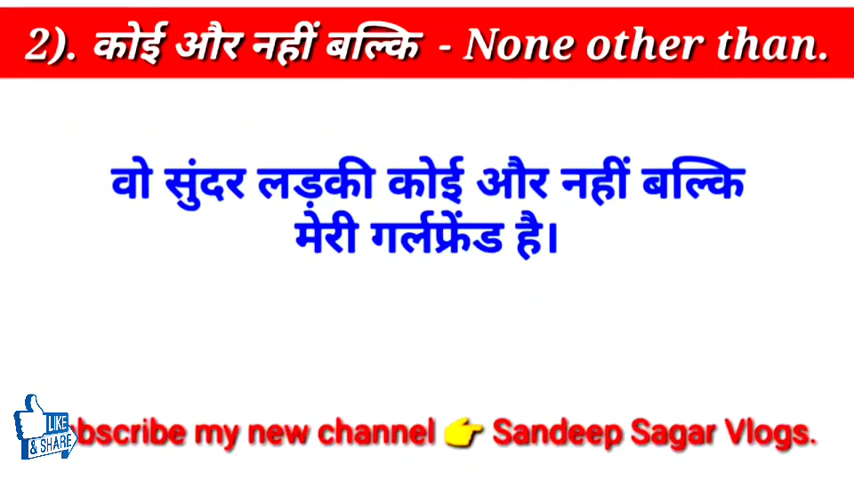 2). कोई और नहीं बल्कि - None other than.
वो सुंदर लड़की कोई और नहीं बल्कि
मेरी गर्लफ्रेंड है।
LIKE
& SHARE
my new channel 👉 Sandeep Sagar Vlogs.